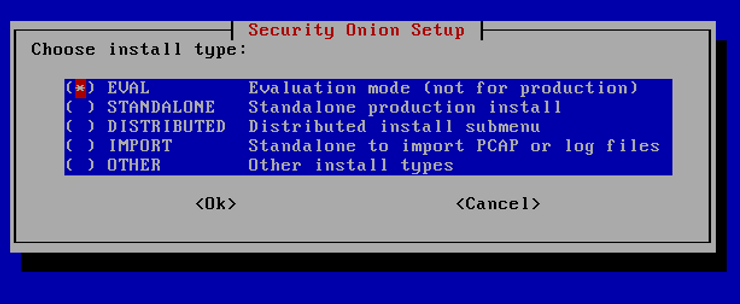 Security Onion Setup
Choose install type:
(*) EVAL Evaluation mode (not for production)
( ) STANDALONE Standalone production install
( ) DISTRIBUTED Distributed install submenu
( ) IMPORT Standalone to import PCAP or log files
( ) OTHER Other install types
<Ok> <Cancel>